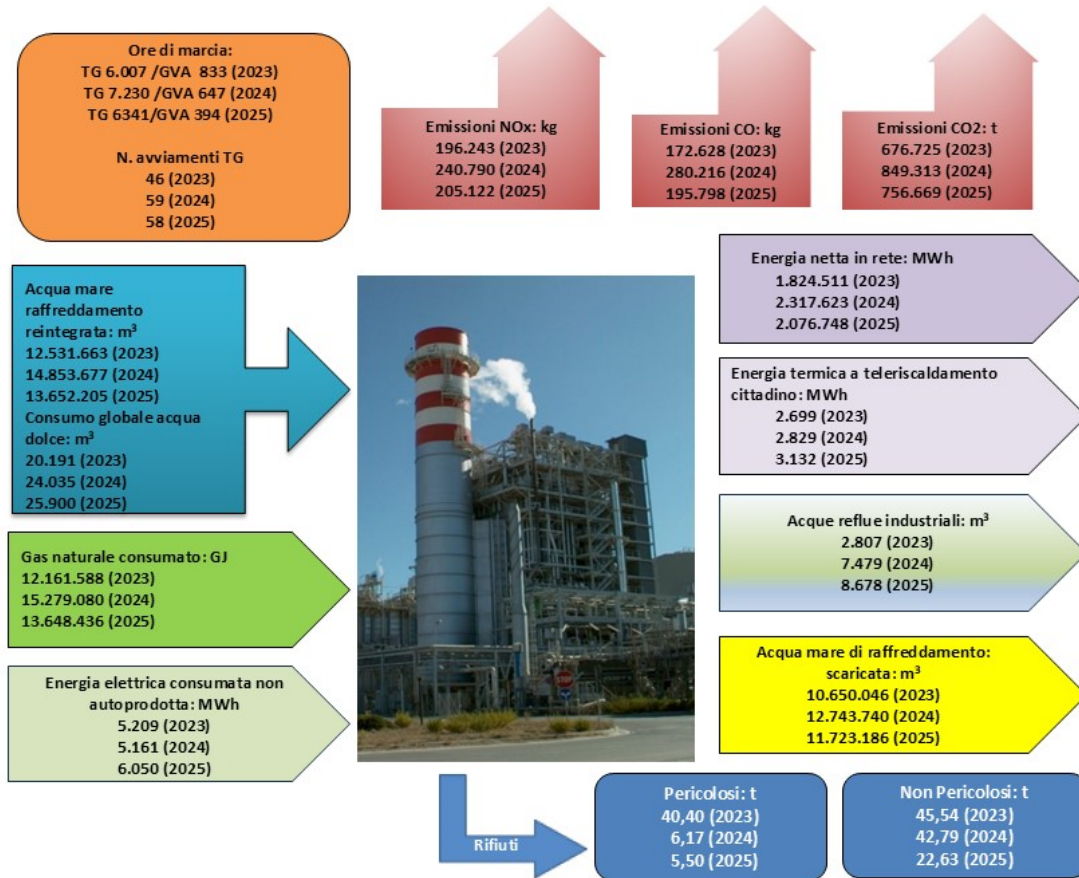 Ore di marcia:
TG 6.007 /GVA 833 (2023)
TG 7.230 /GVA 647 (2024)
TG 6341/GVA 394 (2025)
N. avviamenti TG
46 (2023)
59 (2024)
58 (2025)
Emissioni NOx: kg
196.243 (2023)
240.790 (2024)
205.122 (2025)
Emissioni CO: kg
172.628 (2023)
280.216 (2024)
195.798 (2025)
Emissioni CO2: t
676.725 (2023)
849.313 (2024)
756.669 (2025)
Acqua mare
raffreddamento
reintegrata: m³
12.531.663 (2023)
14.853.677 (2024)
13.652.205 (2025)
Consumo globale acqua
dolce: m³
20.191 (2023)
24.035 (2024)
25.900 (2025)
Gas naturale consumato: GJ
12.161.588 (2023)
15.279.080 (2024)
13.648.436 (2025)
Energia elettrica consumata non
autoprodotta: MWh
5.209 (2023)
5.161 (2024)
6.050 (2025)
STOP
Energia netta in rete: MWh
1.824.511 (2023)
2.317.623 (2024)
2.076.748 (2025)
Energia termica a teleriscaldamento
cittadino: MWh
2.699 (2023)
2.829 (2024)
3.132 (2025)
Acque reflue industriali: m³
2.807 (2023)
7.479 (2024)
8.678 (2025)
Acqua mare di raffreddamento:
scaricata: m³
10.650.046 (2023)
12.743.740 (2024)
11.723.186 (2025)
Rifiuti
Pericolosi: t
40,40 (2023)
6,17 (2024)
5,50 (2025)
Non Pericolosi: t
45,54 (2023)
42,79 (2024)
22,63 (2025)